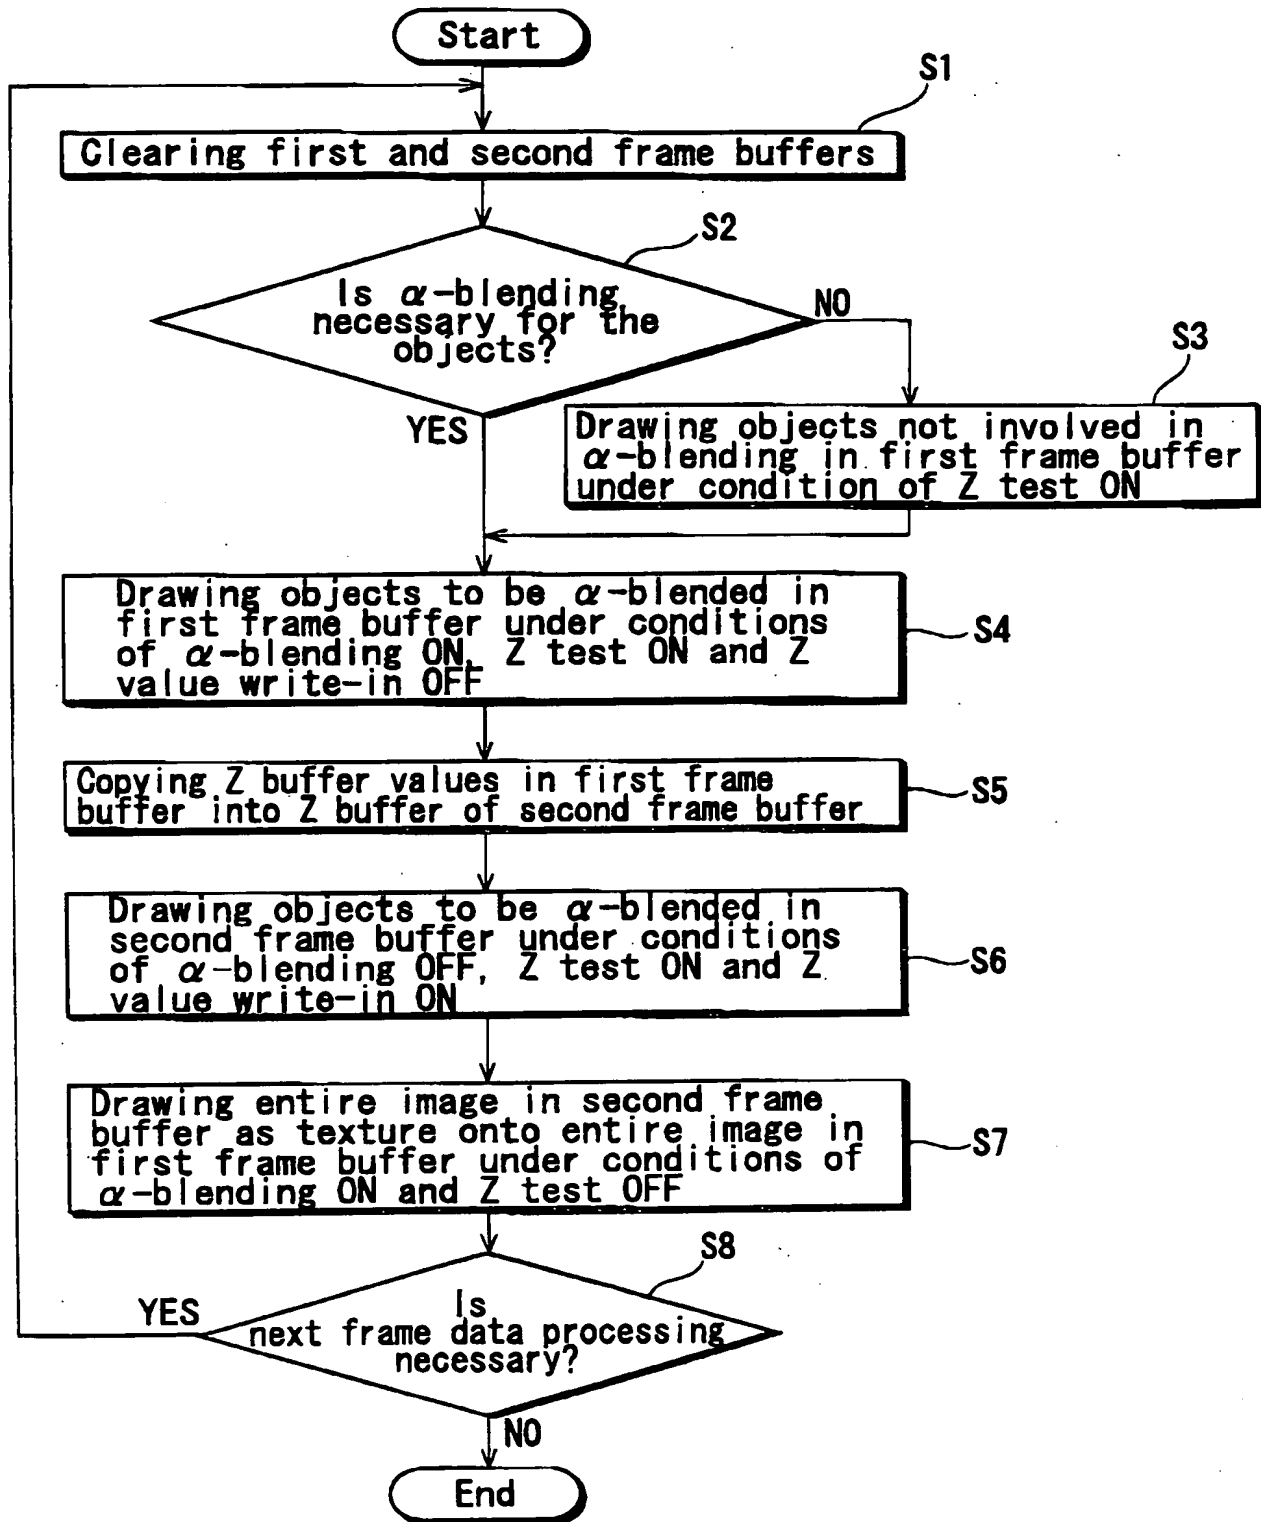 Start
S1
Clearing first and second frame buffers
S2
Is α-blending
necessary for the
objects?
NO
YES
S3
Drawing objects not involved in
α-blending in first frame buffer
under condition of Z test ON
Drawing objects to be α-blended in
first frame buffer under conditions
of α-blending ON, Z test ON and Z
value write-in OFF
S4
Copying Z buffer values in first frame
buffer into Z buffer of second frame buffer
S5
Drawing objects to be α-blended in
second frame buffer under conditions
of α-blending OFF, Z test ON and Z
value write-in ON
S6
Drawing entire image in second frame
buffer as texture onto entire image in
first frame buffer under conditions of
α-blending ON and Z test OFF
S7
S8
YES
Is
next frame data processing
necessary?
NO
End